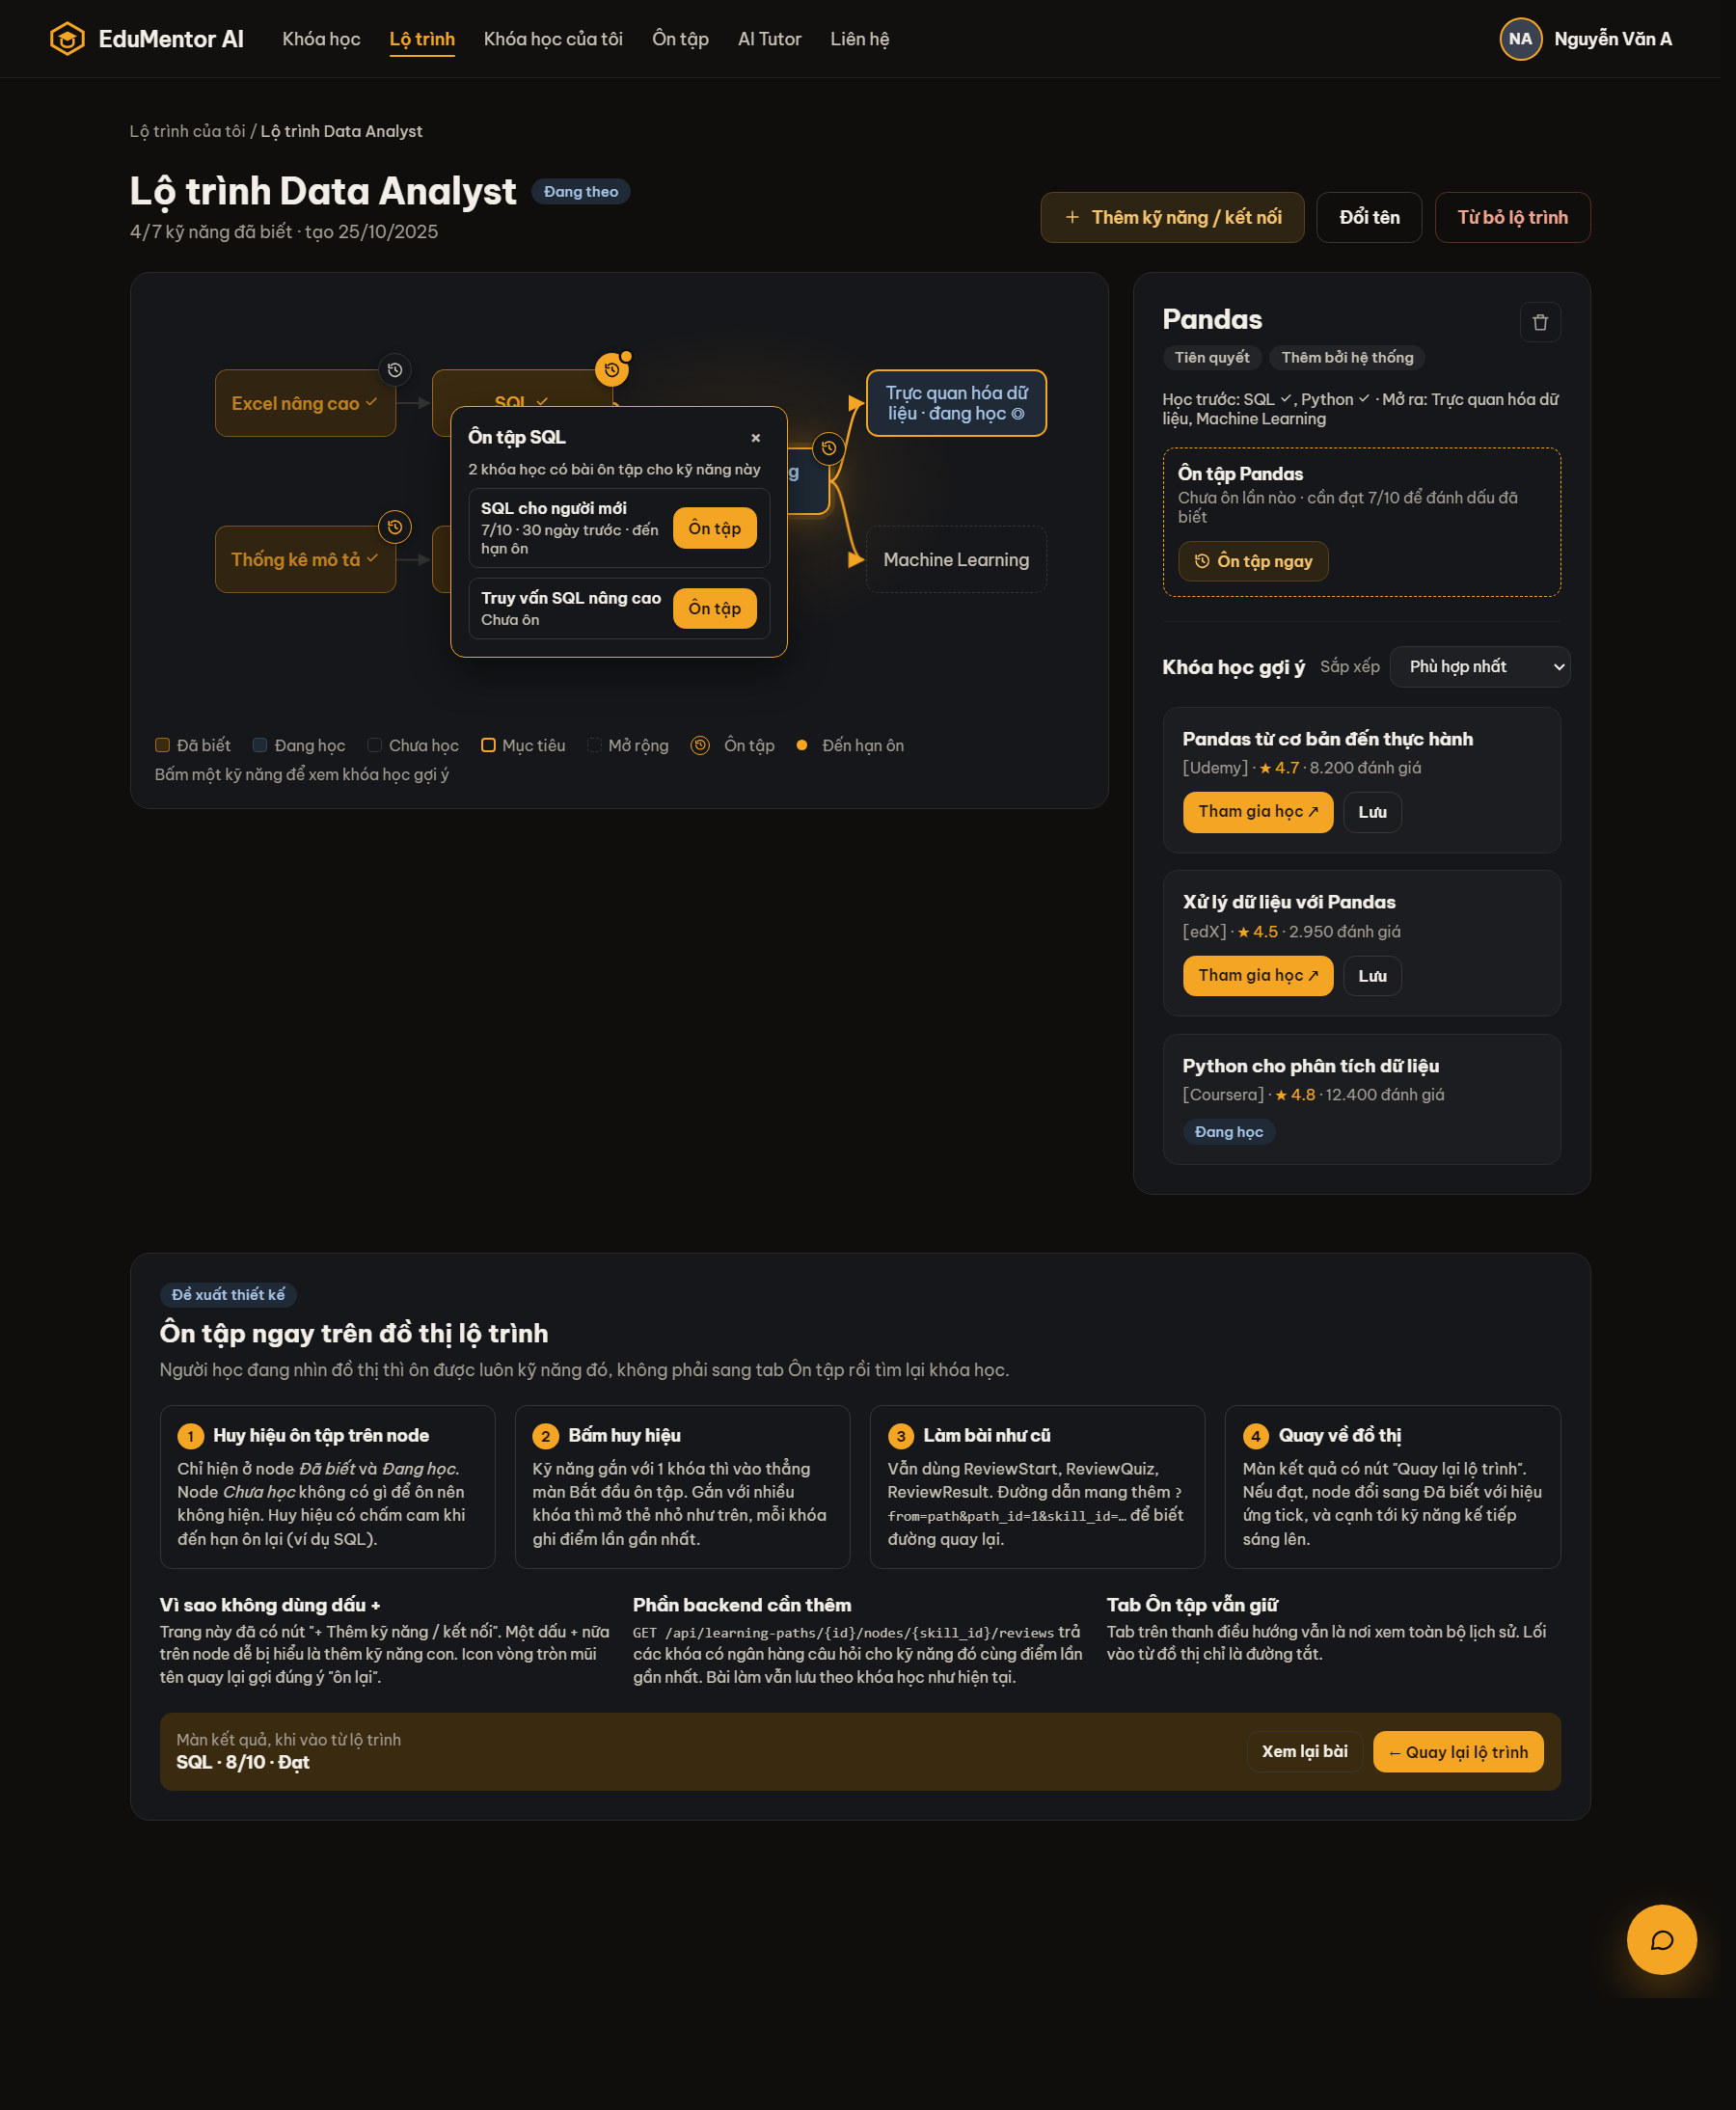 EduMentor AI
Khóa học
Lộ trình
Khóa học của tôi
Ôn tập
AI Tutor
Liên hệ
NA
Nguyễn Văn A
Lộ trình của tôi / Lộ trình Data Analyst
Lộ trình Data Analyst
Đang theo
4/7 kỹ năng đã biết · tạo 25/10/2025
+ Thêm kỹ năng / kết nối
Đổi tên
Từ bỏ lộ trình
Excel nâng cao ✓
SQL ✓
Trực quan hóa dữ
liệu · đang học ◎
g
Thống kê mô tả ✓
Machine Learning
Ôn tập SQL
×
2 khóa học có bài ôn tập cho kỹ năng này
SQL cho người mới
7/10 · 30 ngày trước · đến
hạn ôn
Ôn tập
Truy vấn SQL nâng cao
Chưa ôn
Ôn tập
Đã biết
Đang học
Chưa học
Mục tiêu
Mở rộng
Ôn tập
Đến hạn ôn
Bấm một kỹ năng để xem khóa học gợi ý
Pandas
Tiên quyết
Thêm bởi hệ thống
Học trước: SQL ✓, Python ✓ · Mở ra: Trực quan hóa dữ
liệu, Machine Learning
Ôn tập Pandas
Chưa ôn lần nào · cần đạt 7/10 để đánh dấu đã
biết
Ôn tập ngay
Khóa học gợi ý
Sắp xếp
Phù hợp nhất
Pandas từ cơ bản đến thực hành
[Udemy] · ★ 4.7 · 8.200 đánh giá
Tham gia học ↗
Lưu
Xử lý dữ liệu với Pandas
[edX] · ★ 4.5 · 2.950 đánh giá
Tham gia học ↗
Lưu
Python cho phân tích dữ liệu
[Coursera] · ★ 4.8 · 12.400 đánh giá
Đang học
Đề xuất thiết kế
Ôn tập ngay trên đồ thị lộ trình
Người học đang nhìn đồ thị thì ôn được luôn kỹ năng đó, không phải sang tab Ôn tập rồi tìm lại khóa học.
1 Huy hiệu ôn tập trên node
Chỉ hiện ở node Đã biết và Đang học.
Node Chưa học không có gì để ôn nên
không hiện. Huy hiệu có chấm cam khi
đến hạn ôn lại (ví dụ SQL).
2 Bấm huy hiệu
Kỹ năng gắn với 1 khóa thì vào thẳng
màn Bắt đầu ôn tập. Gắn với nhiều
khóa thì mở thẻ nhỏ như trên, mỗi khóa
ghi điểm lần gần nhất.
3 Làm bài như cũ
Vẫn dùng ReviewStart, ReviewQuiz,
ReviewResult. Đường dẫn mang thêm ?
from=path&path_id=1&skill_id=… để biết
đường quay lại.
4 Quay về đồ thị
Màn kết quả có nút "Quay lại lộ trình".
Nếu đạt, node đổi sang Đã biết với hiệu
ứng tick, và cạnh tới kỹ năng kế tiếp
sáng lên.
Vì sao không dùng dấu +
Trang này đã có nút "+ Thêm kỹ năng / kết nối". Một dấu + nữa
trên node dễ bị hiểu là thêm kỹ năng con. Icon vòng tròn mũi
tên quay lại gợi đúng ý "ôn lại".
Phần backend cần thêm
GET /api/learning-paths/{id}/nodes/{skill_id}/reviews trả
các khóa có ngân hàng câu hỏi cho kỹ năng đó cùng điểm lần
gần nhất. Bài làm vẫn lưu theo khóa học như hiện tại.
Tab Ôn tập vẫn giữ
Tab trên thanh điều hướng vẫn là nơi xem toàn bộ lịch sử. Lối
vào từ đồ thị chỉ là đường tắt.
Màn kết quả, khi vào từ lộ trình
SQL · 8/10 · Đạt
Xem lại bài
← Quay lại lộ trình